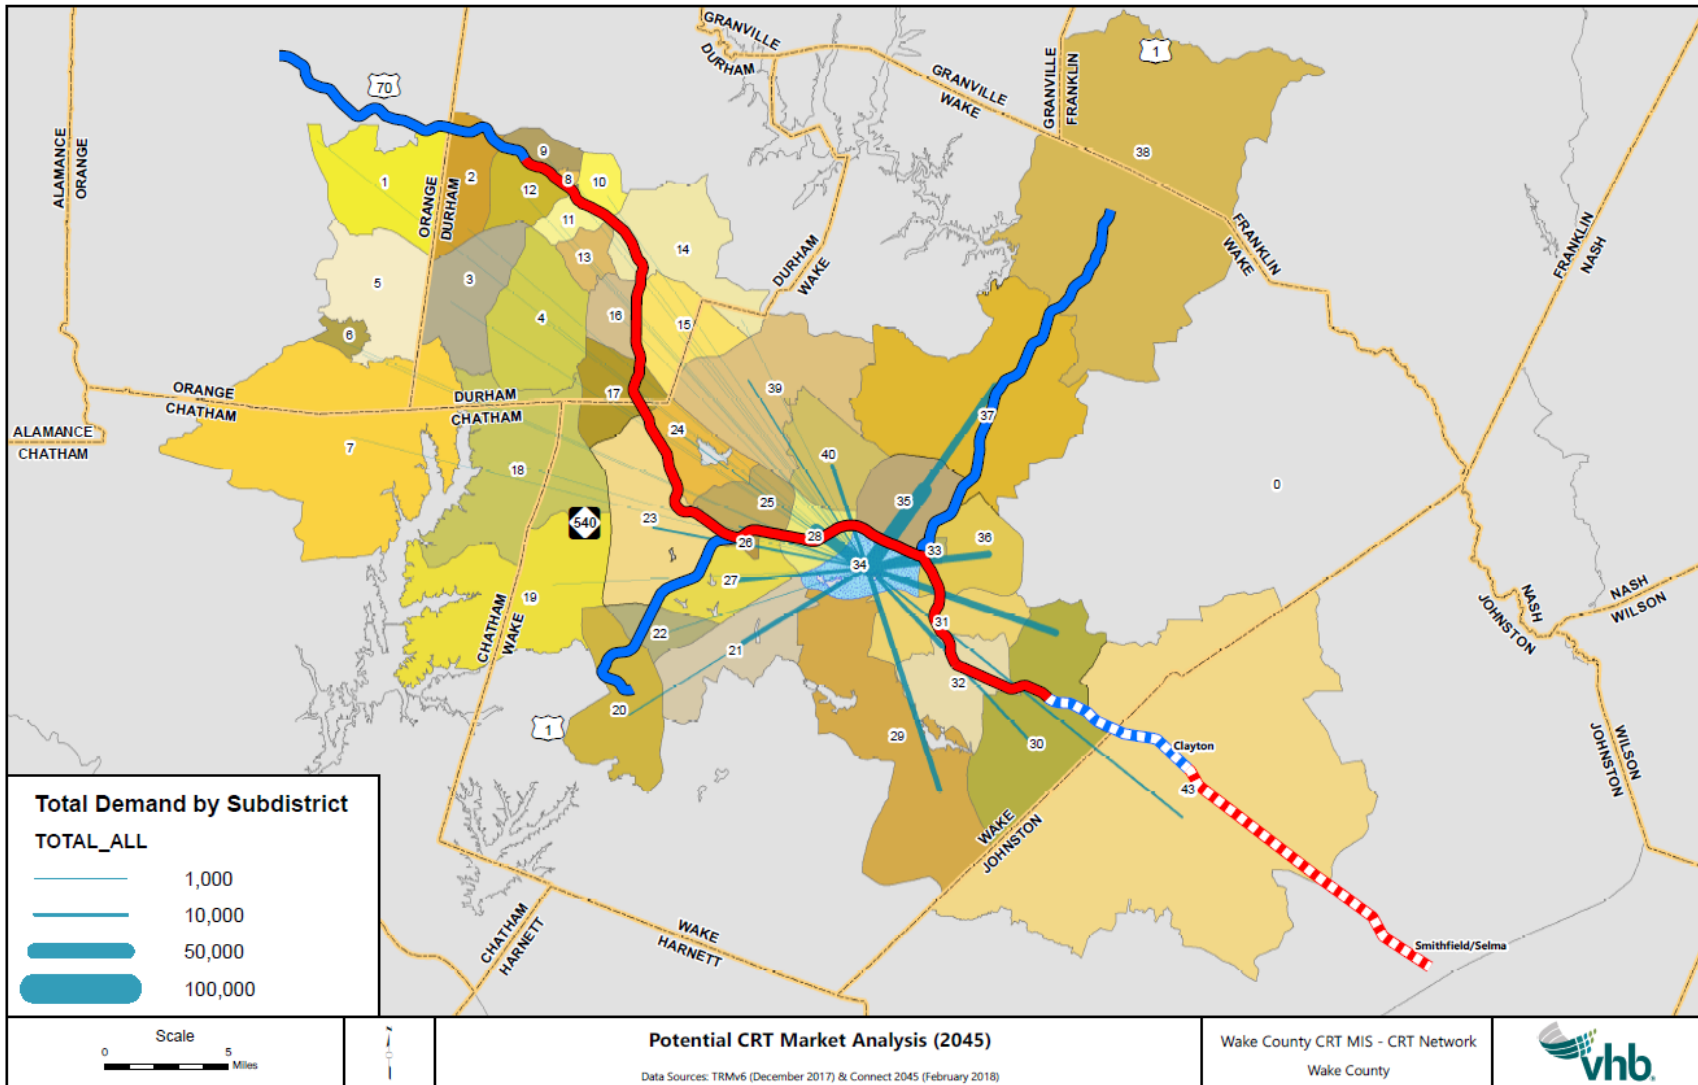 GRANVILLE
DURHAM
GRANVILLE
WAKE
GRANVILLE
FRANKLIN
1
70
ALAMANCE
ORANGE
ORANGE
DURHAM
DURHAM
WAKE
FRANKLIN
WAKE
FRANKLIN
NASH
38
9
8
10
12
2
1
11
14
13
5
3
4
16
15
6
39
17
37
ORANGE
CHATHAM
DURHAM
CHATHAM
ALAMANCE
CHATHAM
7
24
40
18
25
35
0
540
23
26
28
33
36
34
27
19
22
21
31
32
20
29
30
43
1
CHATHAM
WAKE
NASH
JOHNSTON
NASH
WILSON
WILSON
JOHNSTON
Clayton
WAKE
JOHNSTON
Smithfield/Selma
CHATHAM
HARNETT
WAKE
HARNETT
Total Demand by Subdistrict
TOTAL_ALL
1,000
10,000
50,000
100,000
Scale
0 5
Miles
N
Potential CRT Market Analysis (2045)
Data Sources: TRMv6 (December 2017) & Connect 2045 (February 2018)
Wake County CRT MIS - CRT Network
Wake County
vhb.